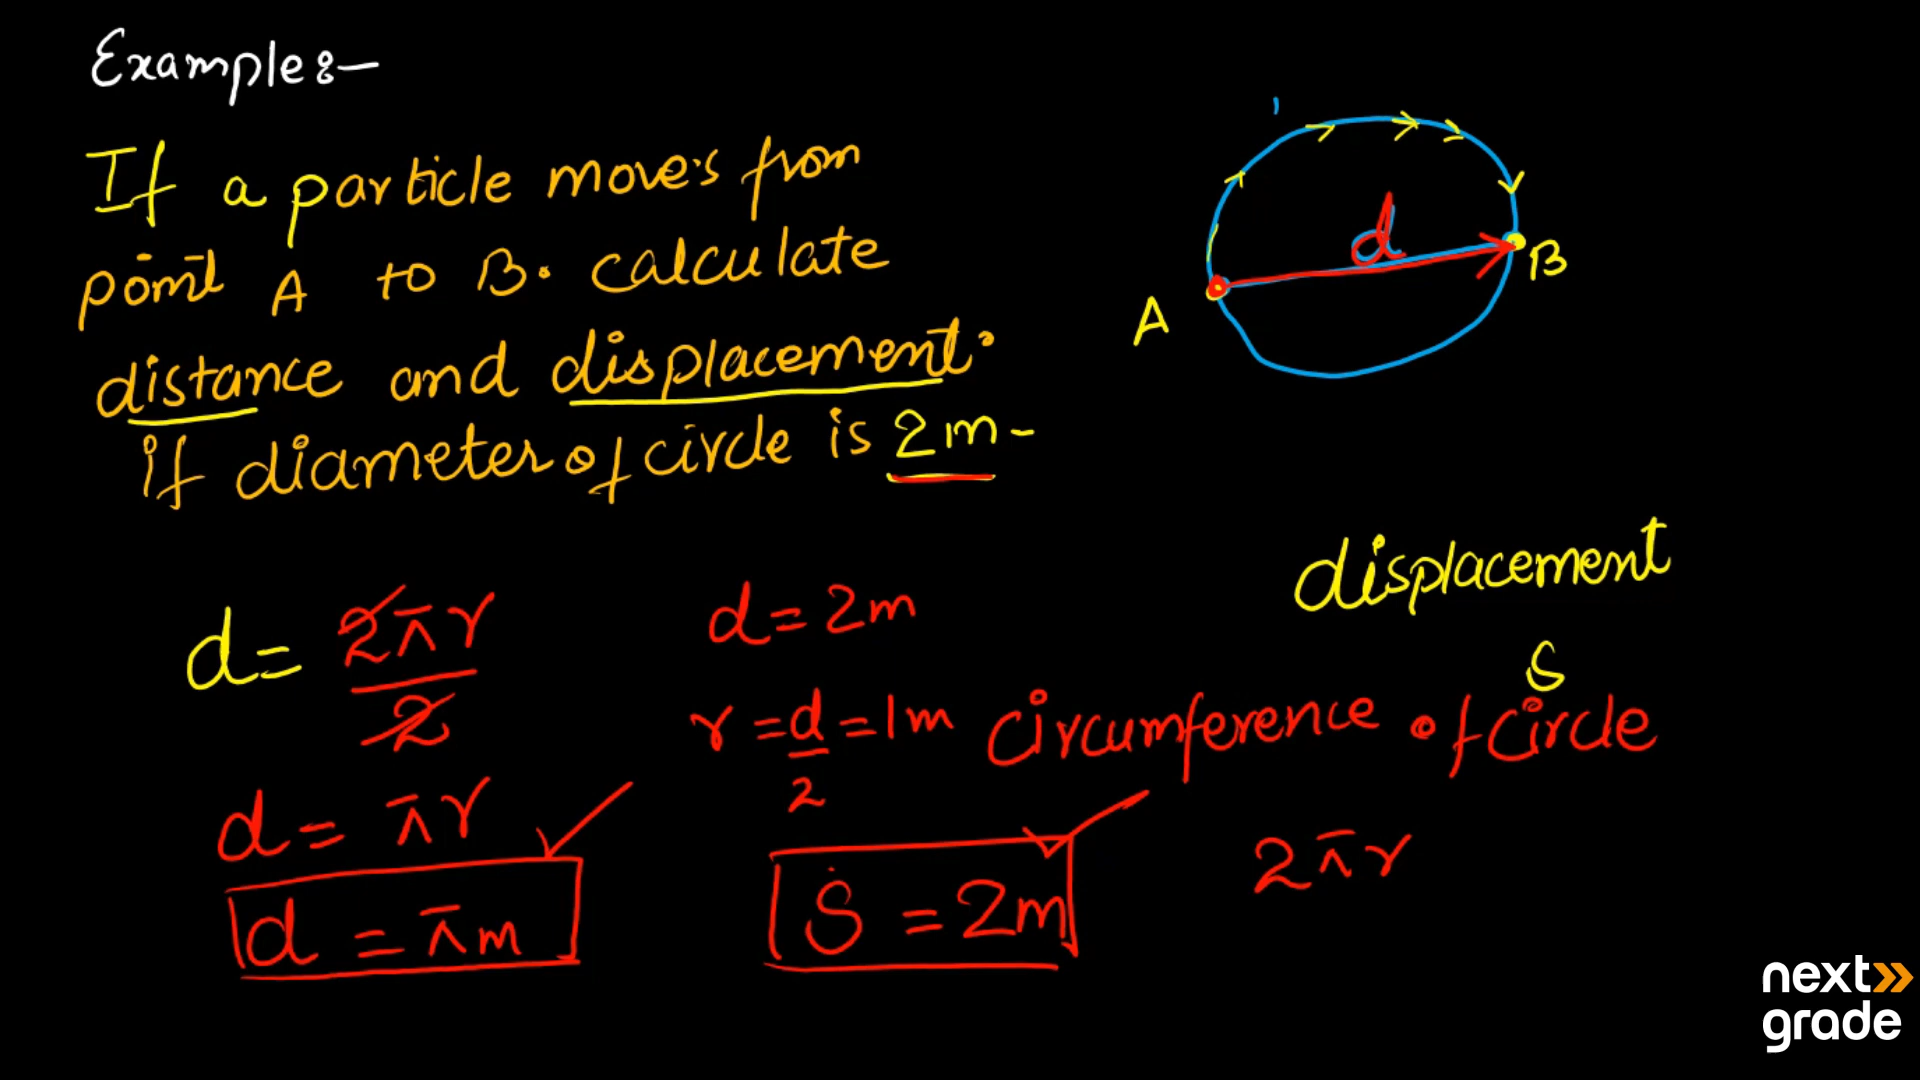 Example:-
If a particle moves from
point A to B. calculate
distance and displacement.
if diameter of circle is 2m-
d
A
B
displacement
S
d = 2πr/2
d = 2m
r = d/2 = 1m
circumference of circle
2πr
d = πr
d = πm
S = 2m
next
grade